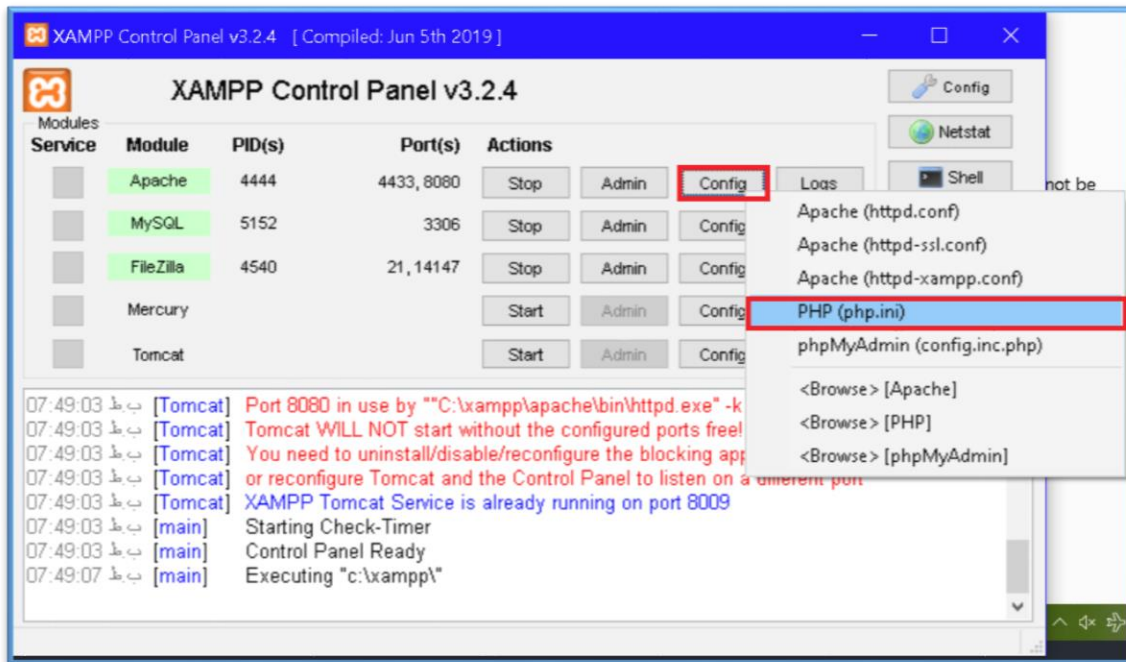 XAMPP Control Panel v3.2.4 [ Compiled: Jun 5th 2019 ]
XAMPP Control Panel v3.2.4
Config
Modules
Service Module PID(s) Port(s) Actions
Netstat
Apache 4444 4433, 8080 Stop Admin Config Logs
Shell
not be
MySQL 5152 3306 Stop Admin Config
FileZilla 4540 21, 14147 Stop Admin Config
Mercury Start Admin Config
Tomcat Start Admin Config
Apache (httpd.conf)
Apache (httpd-ssl.conf)
Apache (httpd-xampp.conf)
PHP (php.ini)
phpMyAdmin (config.inc.php)
<Browse> [Apache]
<Browse> [PHP]
<Browse> [phpMyAdmin]
07:49:03 ب.ظ [Tomcat] Port 8080 in use by ""C:\xampp\apache\bin\httpd.exe" -k
07:49:03 ب.ظ [Tomcat] Tomcat WILL NOT start without the configured ports free!
07:49:03 ب.ظ [Tomcat] You need to uninstall/disable/reconfigure the blocking app
07:49:03 ب.ظ [Tomcat] or reconfigure Tomcat and the Control Panel to listen on a different port
07:49:03 ب.ظ [Tomcat] XAMPP Tomcat Service is already running on port 8009
07:49:03 ب.ظ [main] Starting Check-Timer
07:49:03 ب.ظ [main] Control Panel Ready
07:49:07 ب.ظ [main] Executing "c:\xampp\"